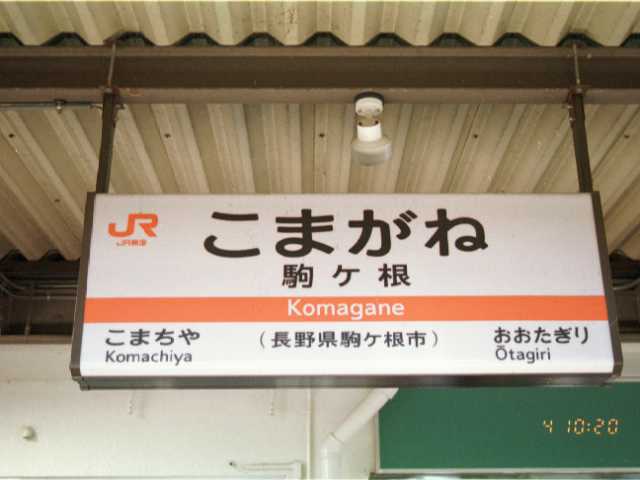 JR
JR東海
こまがね
駒ヶ根
Komagane
こまちや
Komachiya
(長野県駒ケ根市)
おおたぎり
Ōtagiri
4 10:20